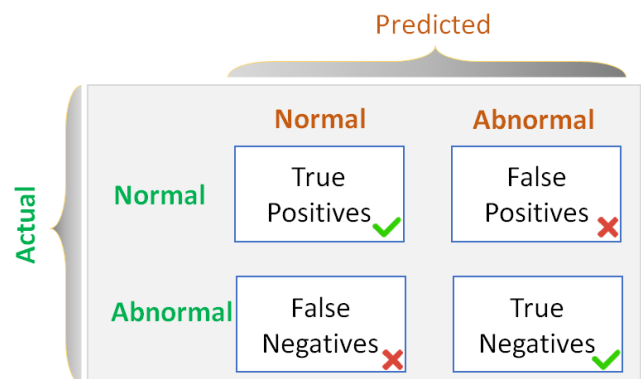 Predicted
Normal
Abnormal
Actual
Normal
True
Positives
False
Positives
Abnormal
False
Negatives
True
Negatives